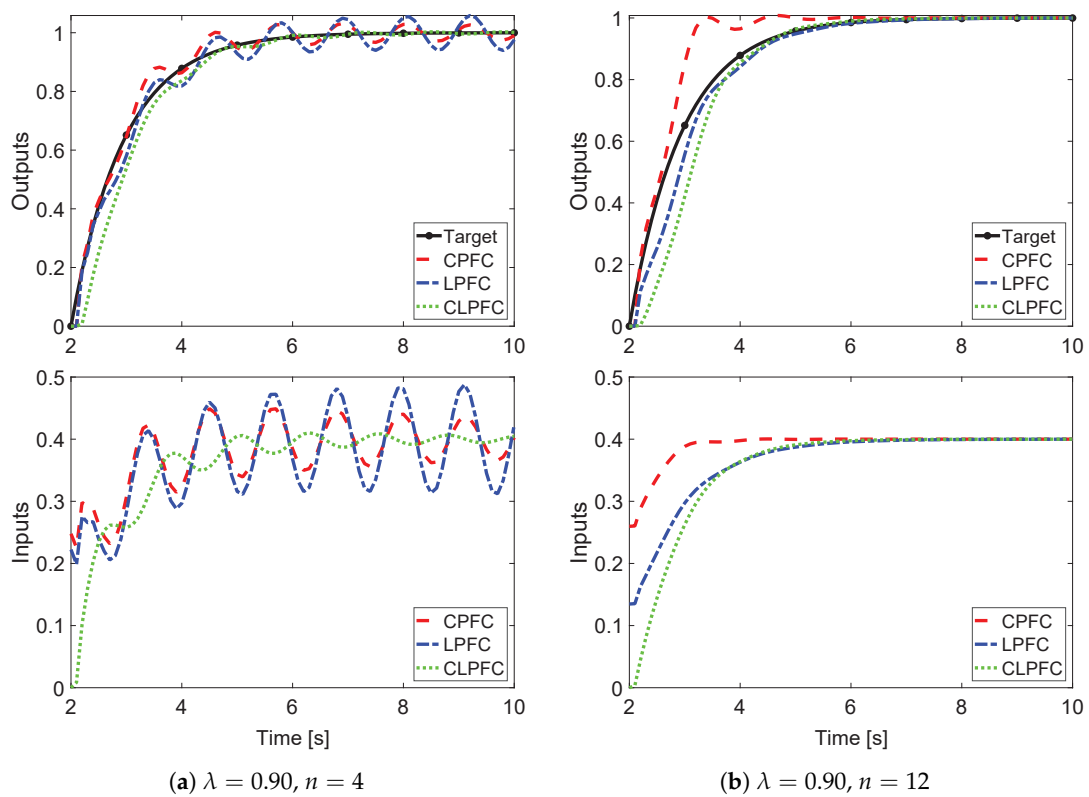 1
0.8
0.6
0.4
0.2
0
Outputs
2
4
6
8
10
Target
CPFC
LPFC
CLPFC
1
0.8
0.6
0.4
0.2
0
Outputs
2
4
6
8
10
Target
CPFC
LPFC
CLPFC
0.5
0.4
0.3
0.2
0.1
0
Inputs
2
4
6
8
10
Time [s]
CPFC
LPFC
CLPFC
0.5
0.4
0.3
0.2
0.1
0
Inputs
2
4
6
8
10
Time [s]
CPFC
LPFC
CLPFC
(a) λ = 0.90, n = 4
(b) λ = 0.90, n = 12